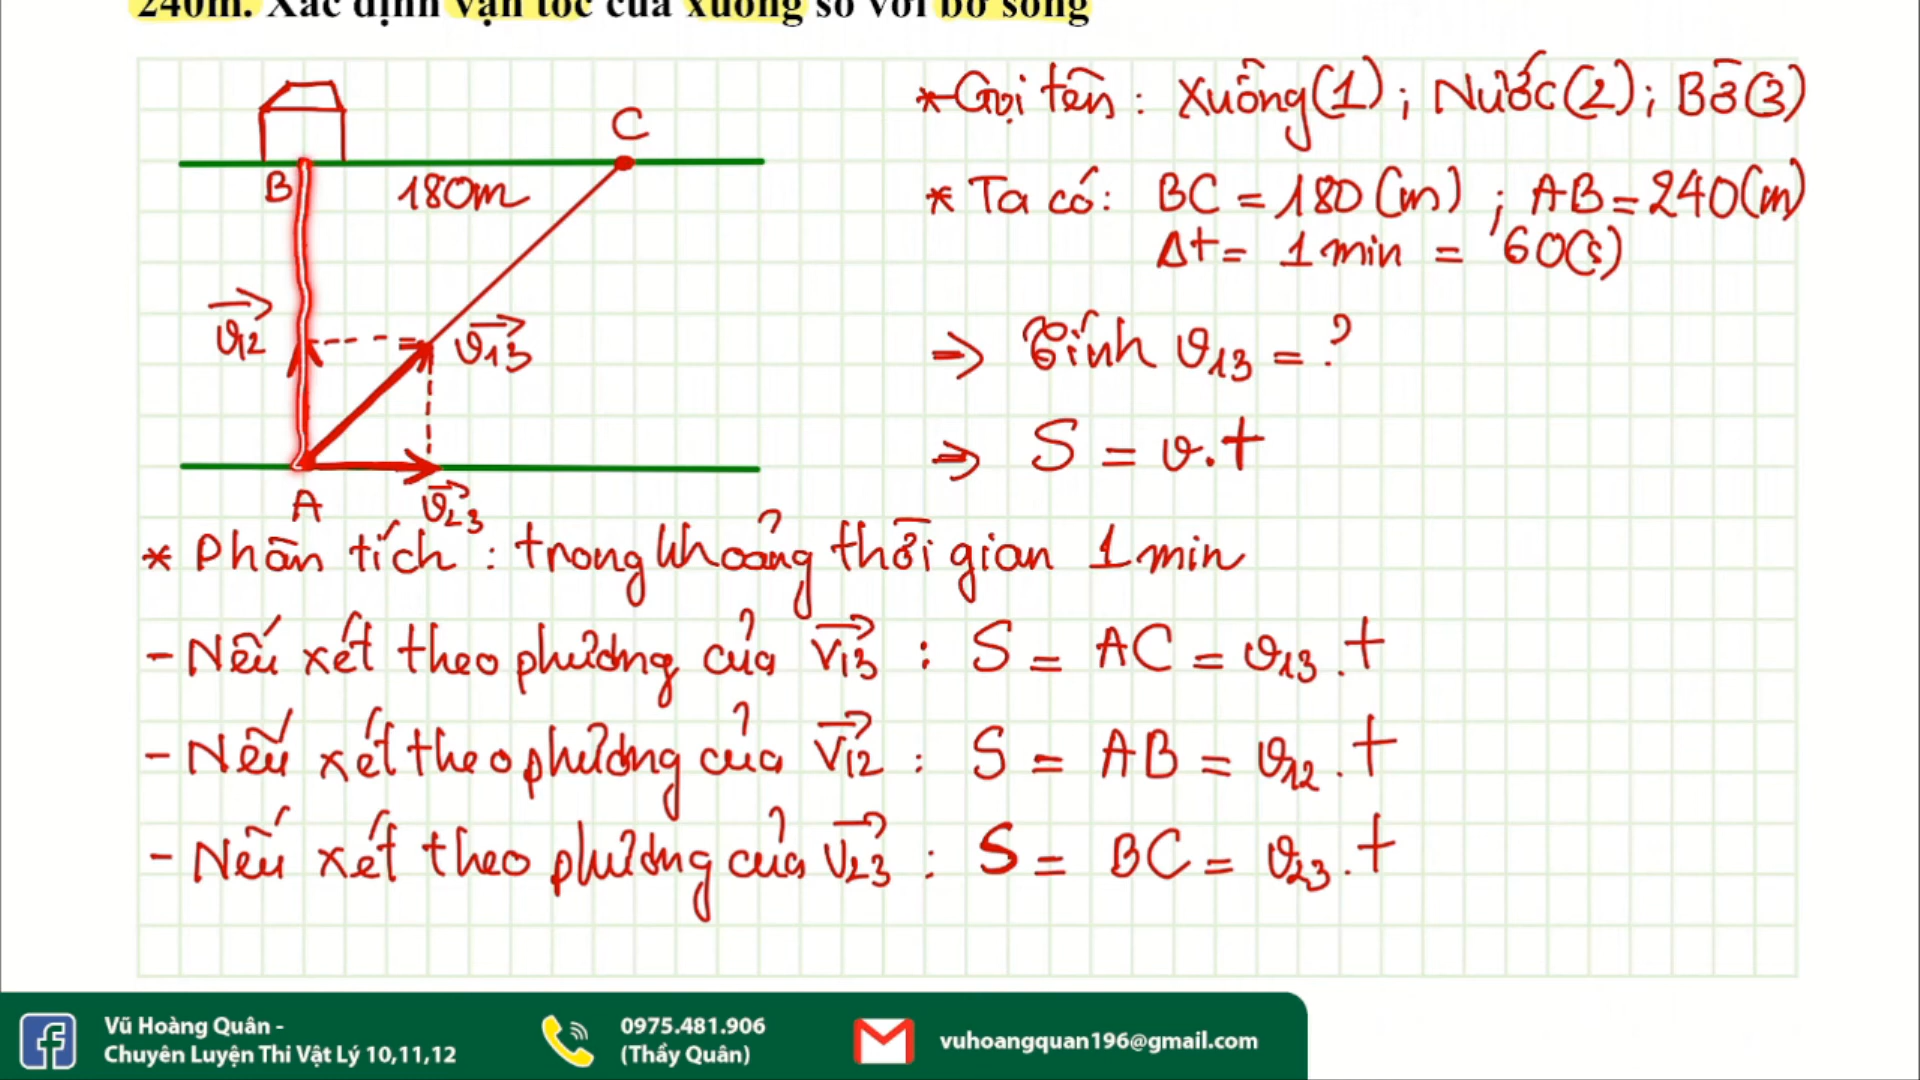 240m. Xác định vận tốc của xuồng so với bờ sông
C
B
180m
v12
v13
A
v23
* Gọi tên: Xuồng(1); Nước(2); Bờ(3)
* Ta có: BC = 180(m); AB = 240(m)
Δt = 1 min = 60(s)
=> Tính v13 = ?
=> S = v.t
* Phân tích: trong khoảng thời gian 1 min
- Nếu xét theo phương của v13: S = AC = v13.t
- Nếu xét theo phương của v12: S = AB = v12.t
- Nếu xét theo phương của v23: S = BC = v23.t
Vũ Hoàng Quân -
Chuyên Luyện Thi Vật Lý 10,11,12
0975.481.906
(Thầy Quân)
vuhoangquan196@gmail.com